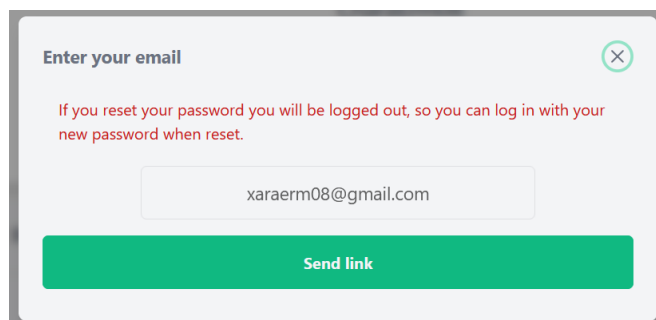 Enter your email
If you reset your password you will be logged out, so you can log in with your
new password when reset.
xaraerm08@gmail.com
Send link